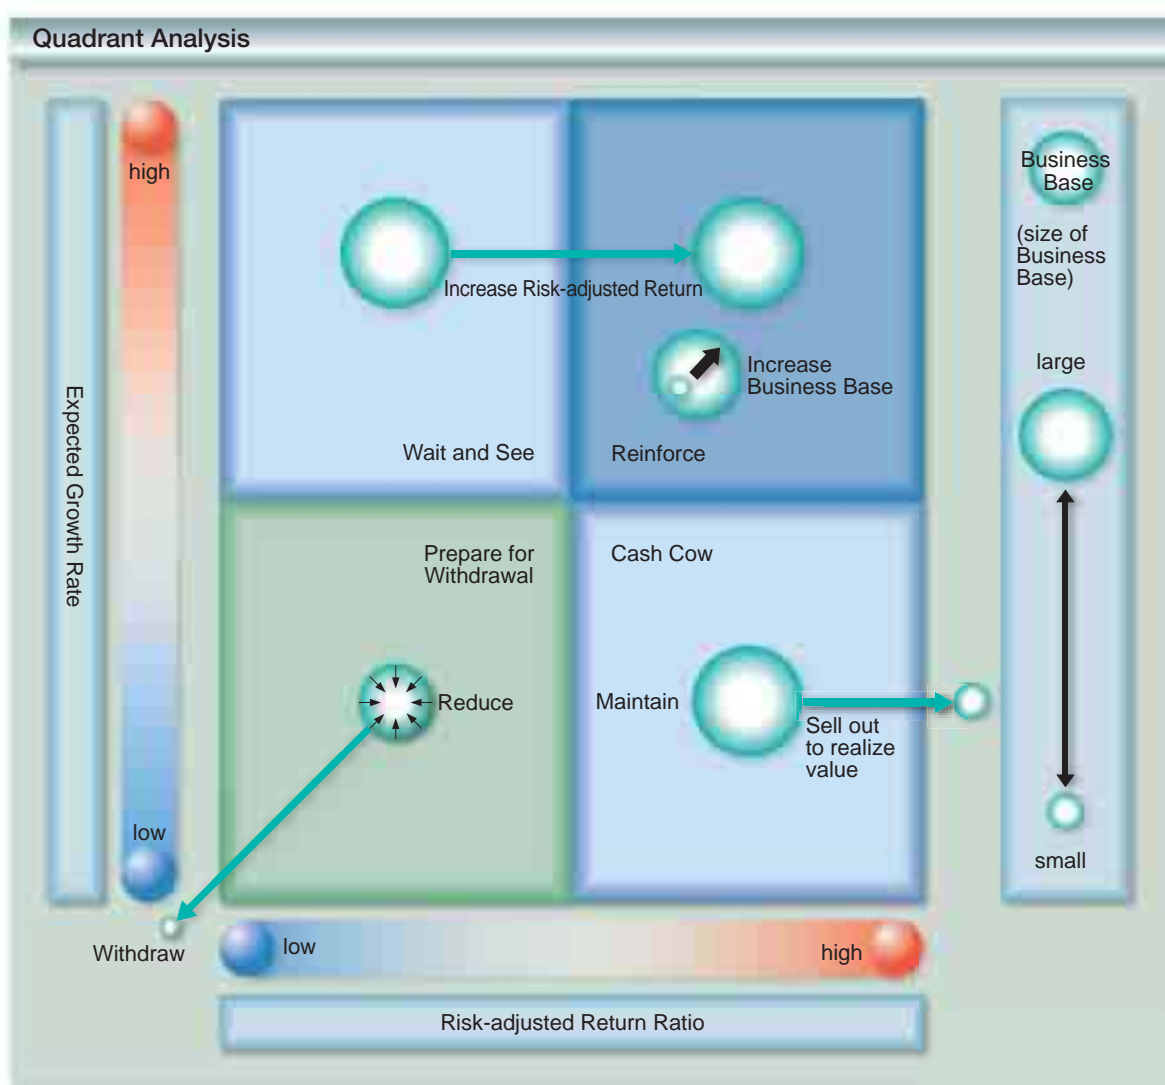 Quadrant Analysis
high
Expected Growth Rate
low
Increase Risk-adjusted Return
Increase
Business Base
Wait and See
Reinforce
Prepare for
Withdrawal
Cash Cow
Reduce
Maintain
Sell out
to realize
value
Withdraw
low
high
Risk-adjusted Return Ratio
Business
Base
(size of
Business
Base)
large
small